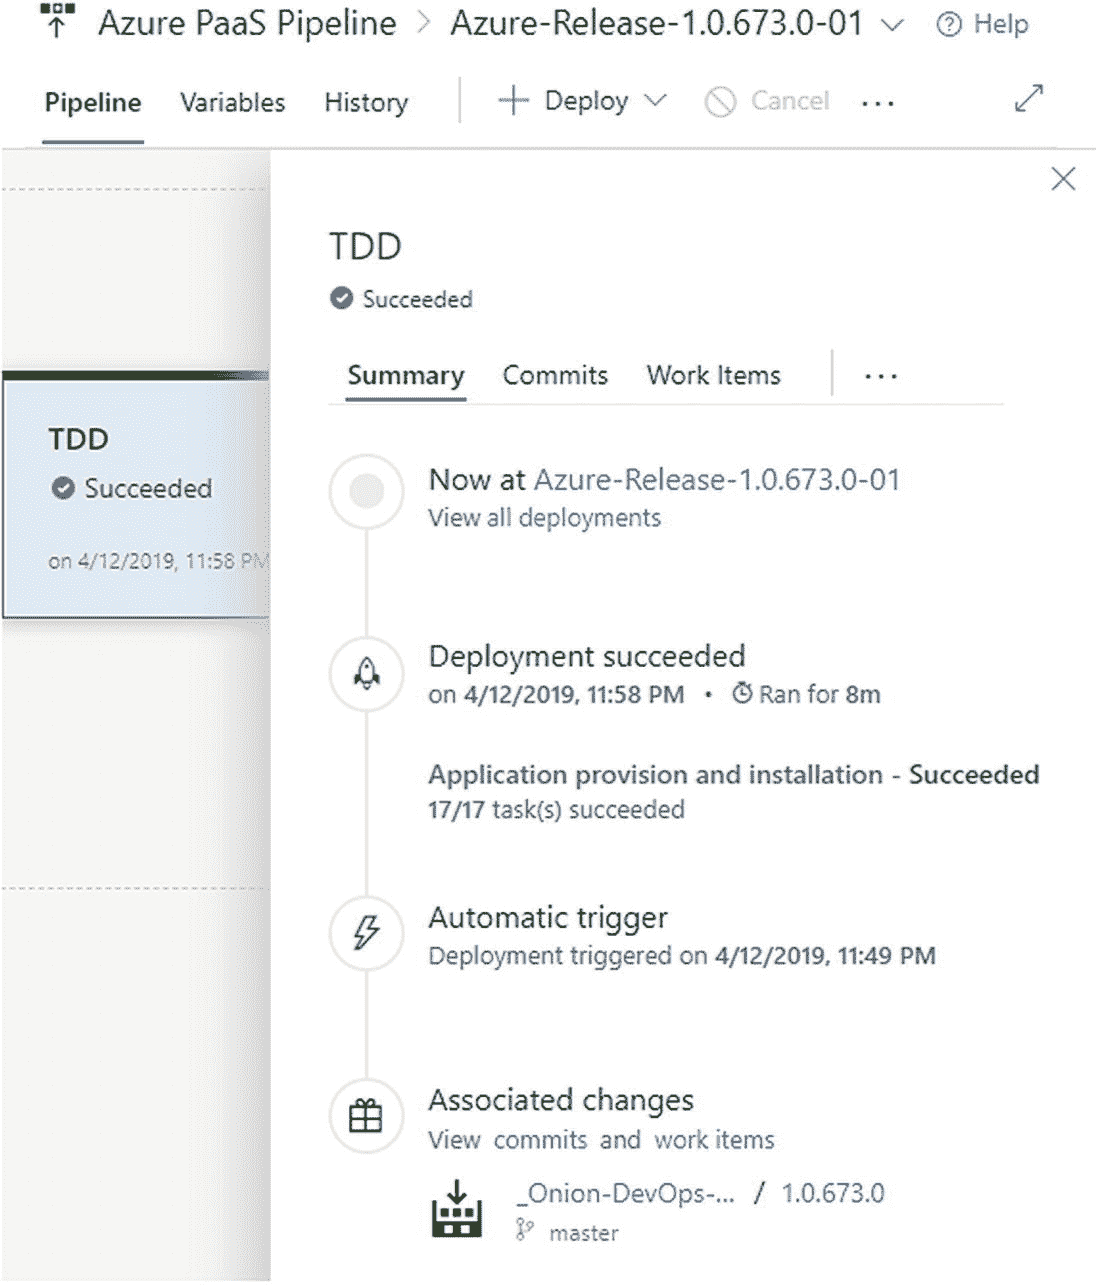 Azure PaaS Pipeline > Azure-Release-1.0.673.0-01 Help
Pipeline Variables History + Deploy Cancel ...
TDD
Succeeded
on 4/12/2019, 11:58 PM
TDD
Succeeded
Summary Commits Work Items ...
Now at Azure-Release-1.0.673.0-01
View all deployments
Deployment succeeded
on 4/12/2019, 11:58 PM • Ran for 8m
Application provision and installation - Succeeded
17/17 task(s) succeeded
Automatic trigger
Deployment triggered on 4/12/2019, 11:49 PM
Associated changes
View commits and work items
_Onion-DevOps-... / 1.0.673.0
master